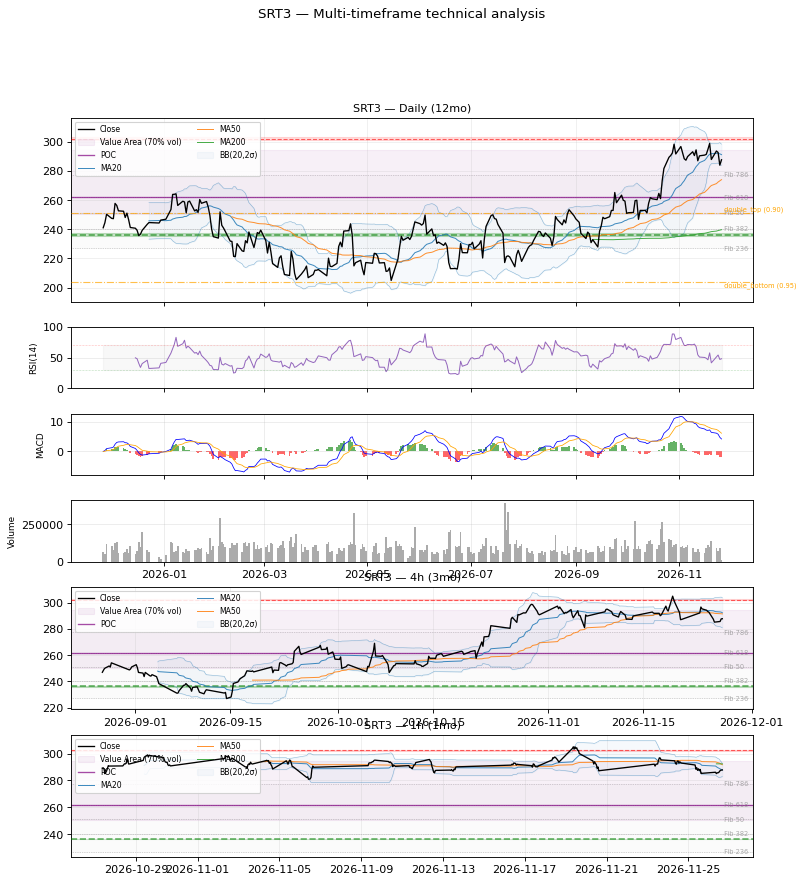 SRT3 — Multi-timeframe technical analysis
SRT3 — Daily (12mo)
Close
Value Area (70% vol)
POC
MA20
MA50
MA200
BB(20,2σ)
300
280
260
240
220
200
Fib 786
Fib 618
double_top (0.90)
Fib 50
Fib 382
Fib 236
double_bottom (0.95)
RSI(14)
100
50
0
MACD
10
0
Volume
250000
0
2026-01
2026-03
2026-05
2026-07
2026-09
2026-11
SRT3 — 4h (3mo)
Close
Value Area (70% vol)
POC
MA20
MA50
BB(20,2σ)
300
280
260
240
220
Fib 786
Fib 618
Fib 50
Fib 382
Fib 236
2026-09-01
2026-09-15
2026-10-01
2026-10-15
2026-11-01
2026-11-15
2026-12-01
SRT3 — 1h (1mo)
Close
Value Area (70% vol)
POC
MA20
MA50
MA200
BB(20,2σ)
300
280
260
240
Fib 786
Fib 618
Fib 50
Fib 382
Fib 236
2026-10-29
2026-11-01
2026-11-05
2026-11-09
2026-11-13
2026-11-17
2026-11-21
2026-11-25